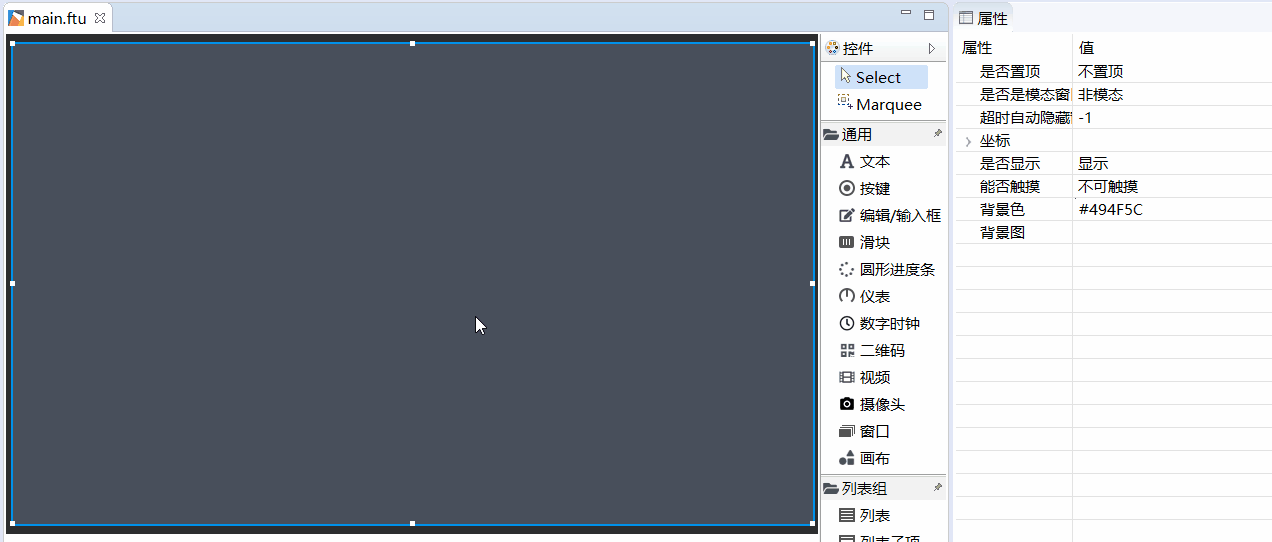 main.ftu
控件
Select
Marquee
通用
文本
按键
编辑/输入框
滑块
圆形进度条
仪表
数字时钟
二维码
视频
摄像头
窗口
画布
列表组
列表
列表子项
属性
属性 值
是否置顶 不置顶
是否是模态窗 非模态
超时自动隐藏 -1
坐标
是否显示 显示
能否触摸 不可触摸
背景色 #494F5C
背景图